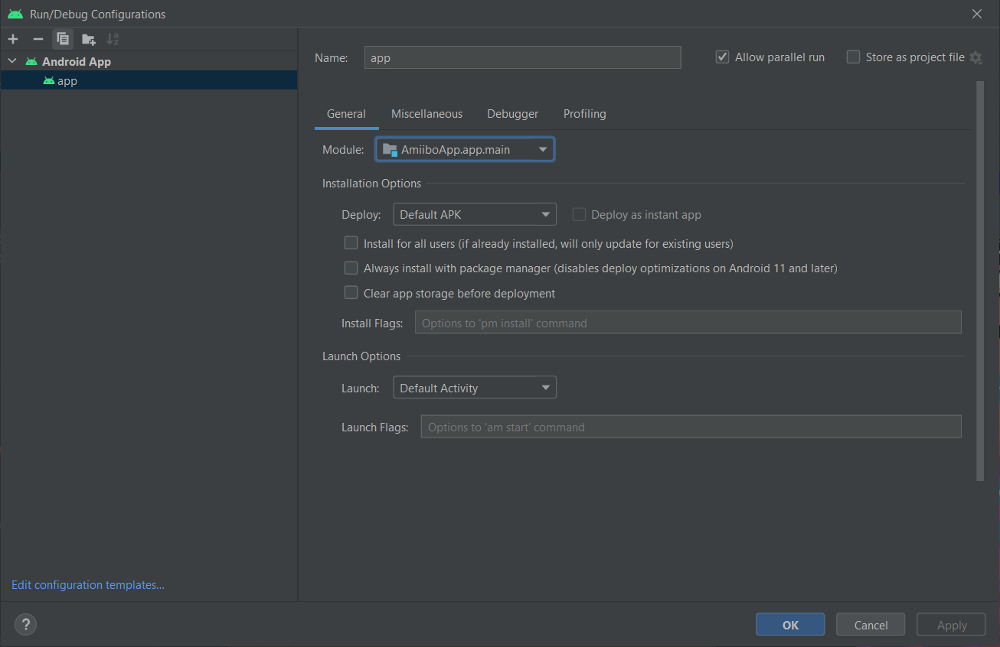 Run/Debug Configurations
Android App
app
Name: app Allow parallel run Store as project file
General Miscellaneous Debugger Profiling
Module: AmiiboApp.app.main
Installation Options
Deploy: Default APK Deploy as instant app
Install for all users (if already installed, will only update for existing users)
Always install with package manager (disables deploy optimizations on Android 11 and later)
Clear app storage before deployment
Install Flags: Options to 'pm install' command
Launch Options
Launch: Default Activity
Launch Flags: Options to 'am start' command
Edit configuration templates...
? OK Cancel Apply